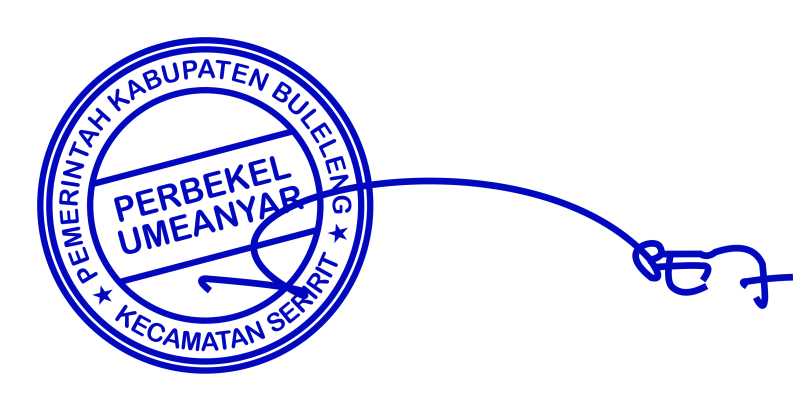 PEMERINTAH KABUPATEN BULELENG
PERBEKEL
UMEANYAR
KECAMATAN SERIRIT